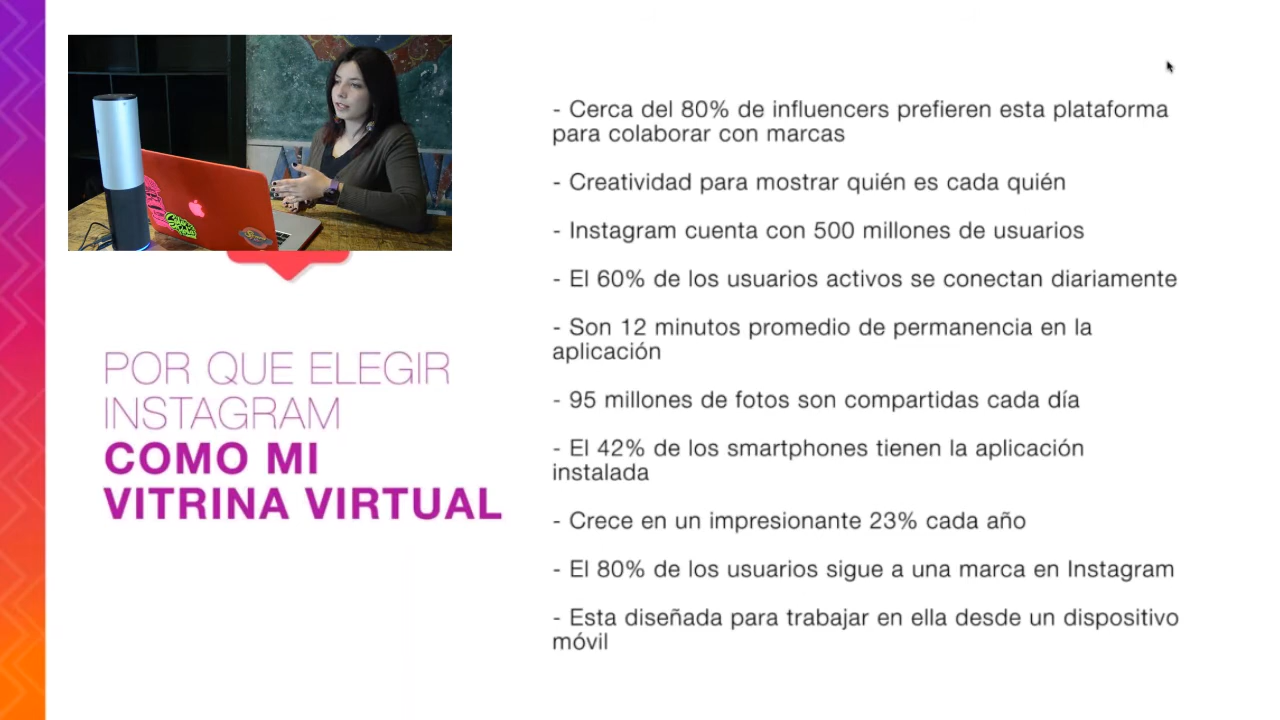 POR QUE ELEGIR
INSTAGRAM
COMO MI
VITRINA VIRTUAL
- Cerca del 80% de influencers prefieren esta plataforma
para colaborar con marcas
- Creatividad para mostrar quién es cada quién
- Instagram cuenta con 500 millones de usuarios
- El 60% de los usuarios activos se conectan diariamente
- Son 12 minutos promedio de permanencia en la
aplicación
- 95 millones de fotos son compartidas cada día
- El 42% de los smartphones tienen la aplicación
instalada
- Crece en un impresionante 23% cada año
- El 80% de los usuarios sigue a una marca en Instagram
- Esta diseñada para trabajar en ella desde un dispositivo
móvil